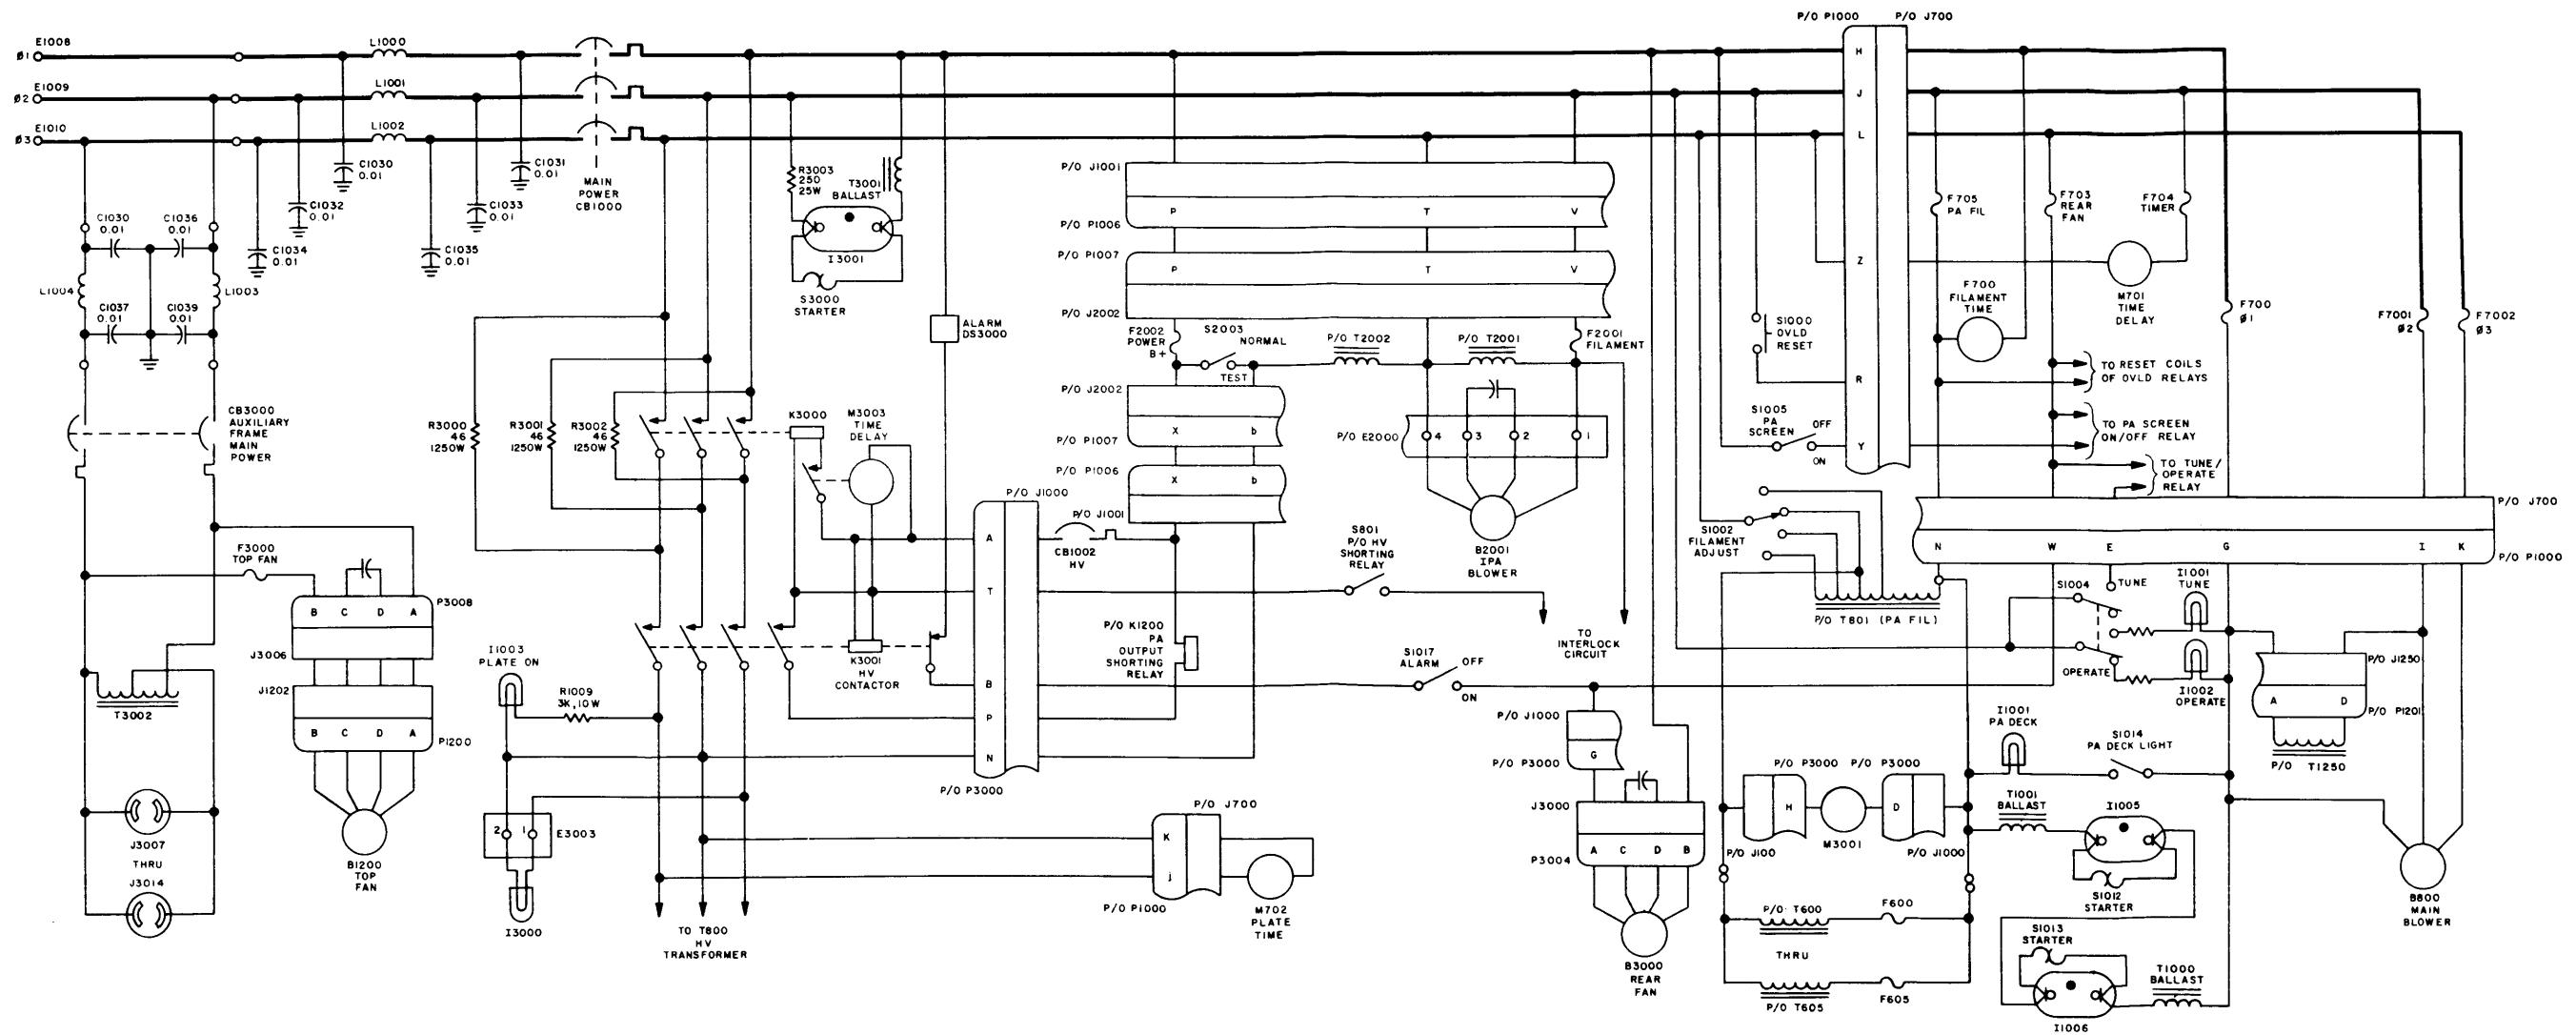 P/O P1000
P/O J700
E1008
Ø1
L1000
H
E1009
Ø2
L1001
J
E1010
Ø3
L1002
L
C1030
0.01
C1031
0.01
C1032
0.01
C1033
0.01
C1034
0.01
C1035
0.01
MAIN
POWER
CB1000
R3003
250
25W
T3001
BALLAST
I3001
S3000
STARTER
ALARM
DS3000
P/O J1001
P T V
P/O P1006
P/O P1007
P T V
P/O J2002
F705
PA FIL
F703
REAR
FAN
F704
TIMER
Z
M701
TIME
DELAY
F700
FILAMENT
TIME
F700
Ø1
F7001
Ø2
F7002
Ø3
C1030
0.01
C1036
0.01
L1004
L1003
C1037
0.01
C1039
0.01
CB3000
AUXILIARY
FRAME
MAIN
POWER
F2002
POWER
B+
S2003
NORMAL
TEST
P/O T2002
P/O T2001
F2001
FILAMENT
S1000
OVLD
RESET
R
TO RESET COILS
OF OVLD RELAYS
R3000
46
1250W
R3001
46
1250W
R3002
46
1250W
K3000
M3003
TIME
DELAY
P/O J2002
X b
P/O P1007
P/O P1006
X b
P/O J1001
P/O E2000
4 3 2 1
B2001
IPA
BLOWER
S1005
PA
SCREEN
OFF
ON
Y
TO PA SCREEN
ON/OFF RELAY
TO TUNE/
OPERATE
RELAY
P/O J700
N W E G I K
P/O P1000
F3000
TOP FAN
P3008
B C D A
J3006
J1202
B C D A
P1200
B1200
TOP
FAN
T3002
J3007
THRU
J3014
P/O J1000
A
T
B
P
N
P/O P3000
CB1002
HV
S801
P/O HV
SHORTING
RELAY
TO
INTERLOCK
CIRCUIT
P/O K1200
PA
OUTPUT
SHORTING
RELAY
S1017
ALARM
OFF
ON
K3001
HV
CONTACTOR
I1003
PLATE ON
R1009
3K,10W
2 1
E3003
I3000
TO T800
HV
TRANSFORMER
P/O J700
K
j
P/O P1000
M702
PLATE
TIME
S1002
FILAMENT
ADJUST
P/O T801 (PA FIL)
S1004
TUNE
OPERATE
I1001
TUNE
I1002
OPERATE
P/O J1250
A D
P/O P1201
P/O T1250
P/O J1000
G
P/O P3000
J3000
A C D B
P3004
B3000
REAR
FAN
P/O P3000
P/O P3000
H
D
P/O J100
M3001
P/O J1000
I1001
PA DECK
S1014
PA DECK LIGHT
T1001
BALLAST
I1005
S1012
STARTER
P/O T600
F600
THRU
P/O T605
F605
S1013
STARTER
I1006
T1000
BALLAST
B800
MAIN
BLOWER